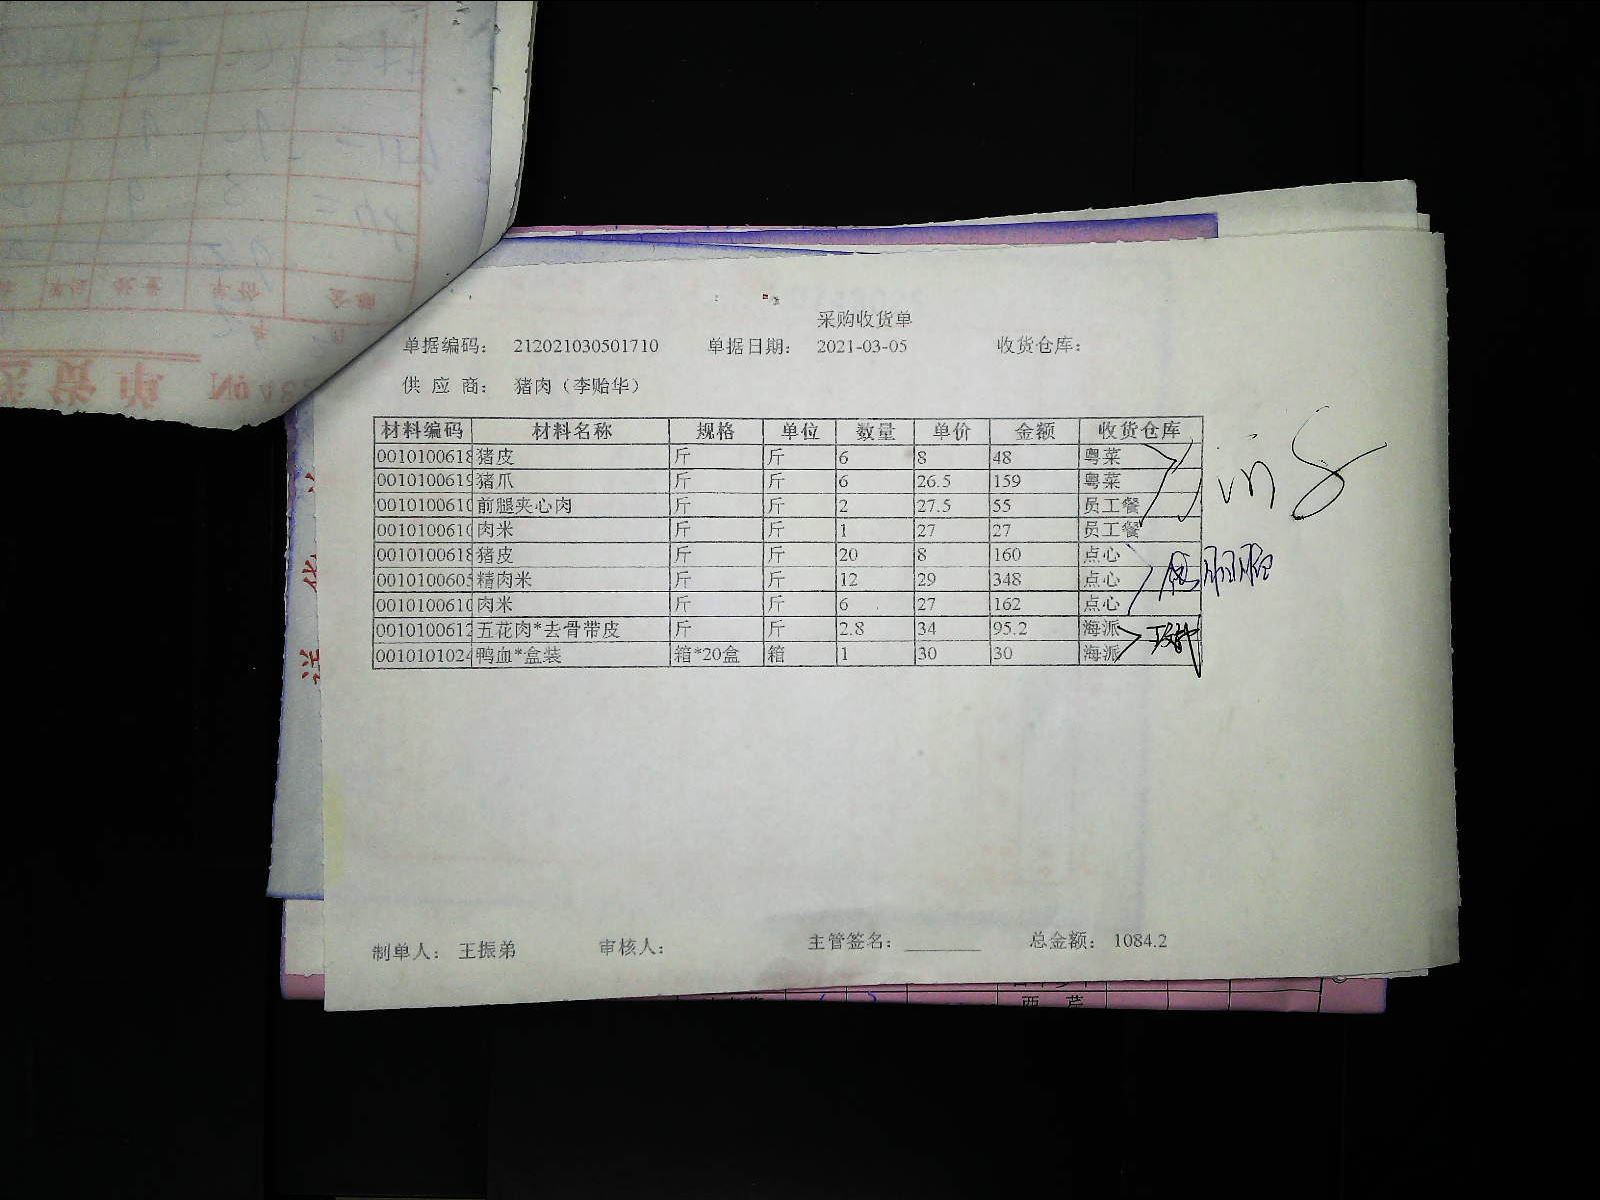 采购收货单
单据编码： 212021030501710 单据日期： 2021-03-05 收货仓库：
供 应 商： 猪肉（李贻华）
材料编码 材料名称 规格 单位 数量 单价 金额 收货仓库
0010100618 猪皮 斤 斤 6 8 48 粤菜
0010100619 猪爪 斤 斤 6 26.5 159 粤菜
001010061 前腿夹心肉 斤 斤 2 27.5 55 员工餐
001010061 肉米 斤 斤 1 27 27 员工餐
0010100618 猪皮 斤 斤 20 8 160 点心
001010060 精肉米 斤 斤 12 29 348 点心
001010061 肉米 斤 斤 6 27 162 点心
0010100612 五花肉*去骨带皮 斤 斤 2.8 34 95.2 海派
001010102 鸭血*盒装 箱*20盒 箱 1 30 30 海派
制单人： 王振弟 审核人： 主管签名： 总金额： 1084.2
西 芹